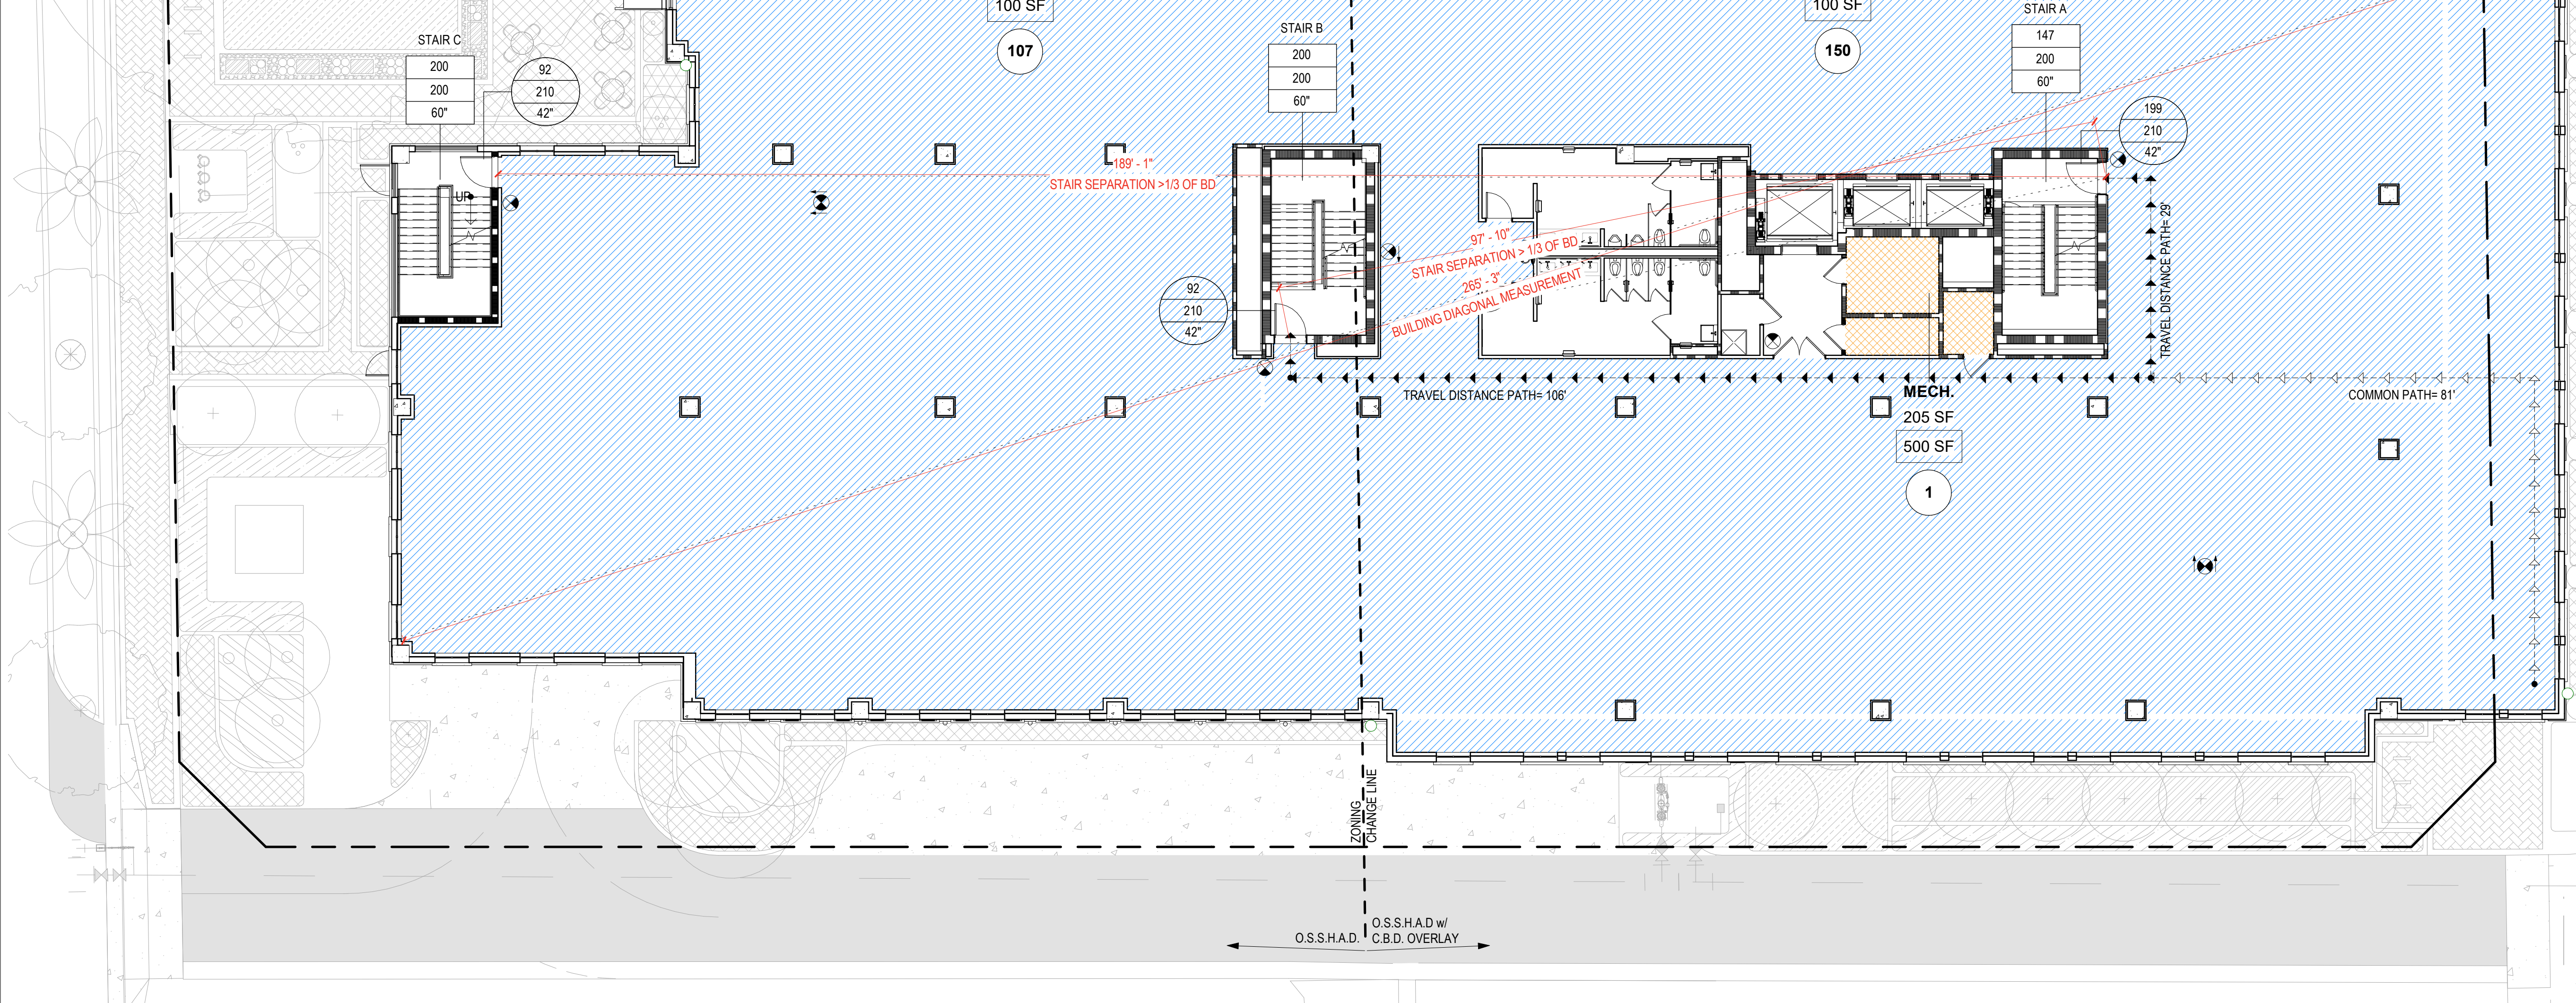 100 SF
107
100 SF
150
STAIR C
200
200
60"
92
210
42"
STAIR B
200
200
60"
STAIR A
147
200
60"
199
210
42"
UP
189' - 1"
STAIR SEPARATION >1/3 OF BD
97' - 10"
STAIR SEPARATION > 1/3 OF BD
265' - 3"
BUILDING DIAGONAL MEASUREMENT
92
210
42"
TRAVEL DISTANCE PATH= 29'
TRAVEL DISTANCE PATH= 106'
COMMON PATH= 81'
MECH.
205 SF
500 SF
1
ZONING
CHANGE LINE
O.S.S.H.A.D.
O.S.S.H.A.D w/
C.B.D. OVERLAY